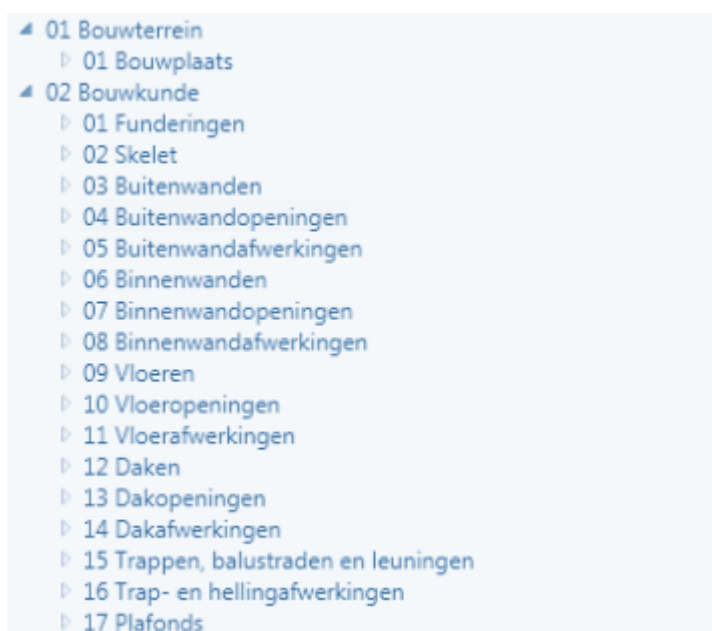 01 Bouwterrein
01 Bouwplaats
02 Bouwkunde
01 Funderingen
02 Skelet
03 Buitenwanden
04 Buitenwandopeningen
05 Buitenwandafwerkingen
06 Binnenwanden
07 Binnenwandopeningen
08 Binnenwandafwerkingen
09 Vloeren
10 Vloeropeningen
11 Vloerafwerkingen
12 Daken
13 Dakopeningen
14 Dakafwerkingen
15 Trappen, balustraden en leuningen
16 Trap- en hellingafwerkingen
17 Plafonds